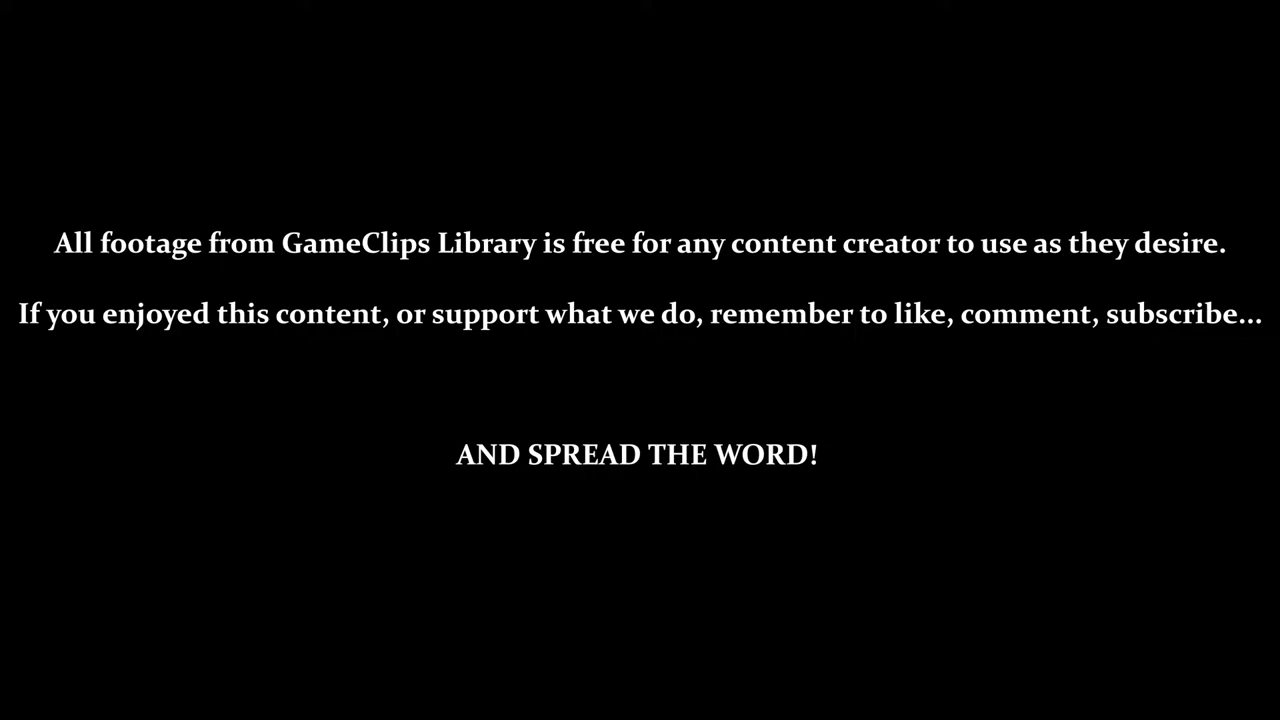 All footage from GameClips Library is free for any content creator to use as they desire.
If you enjoyed this content, or support what we do, remember to like, comment, subscribe...
AND SPREAD THE WORD!